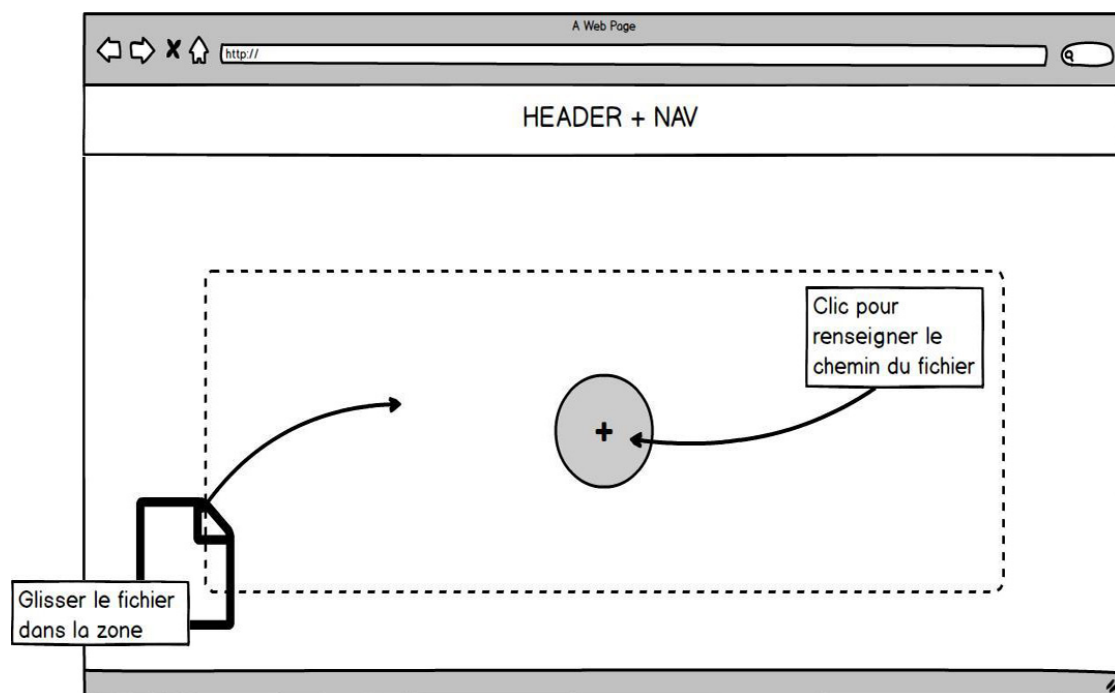 A Web Page
http://
HEADER + NAV
Clic pour
renseigner le
chemin du fichier
+
Glisser le fichier
dans la zone